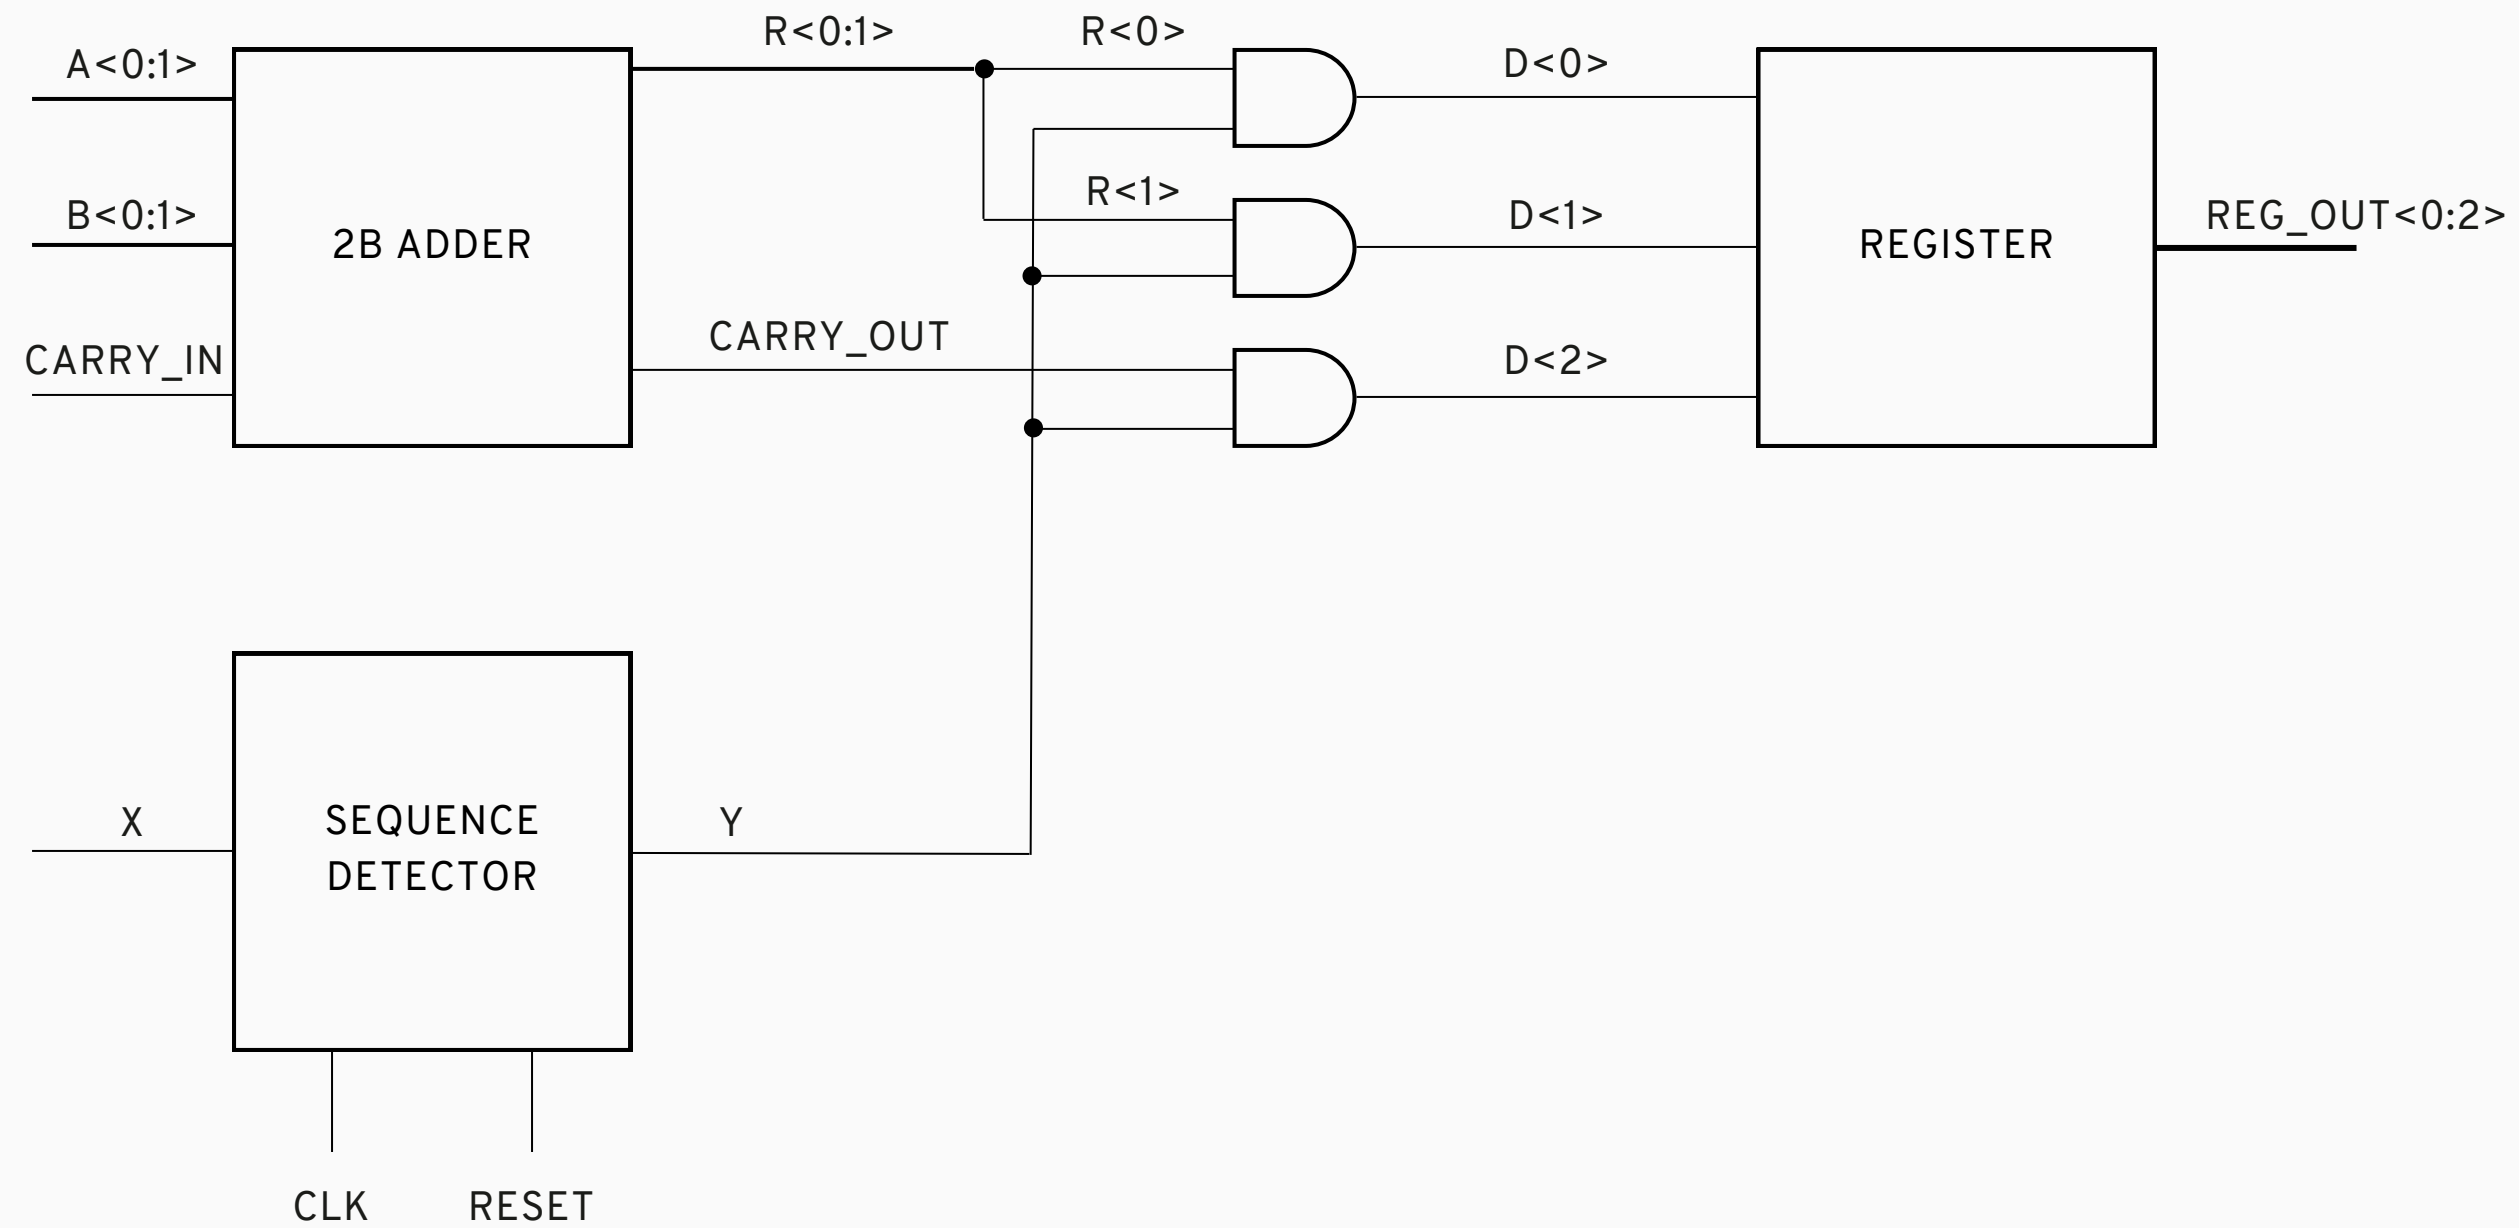 R<0:1>
R<0>
A<0:1>
D<0>
R<1>
B<0:1>
D<1>
REG_OUT<0:2>
2B ADDER
REGISTER
CARRY_OUT
CARRY_IN
D<2>
X
SEQUENCE
DETECTOR
Y
CLK
RESET